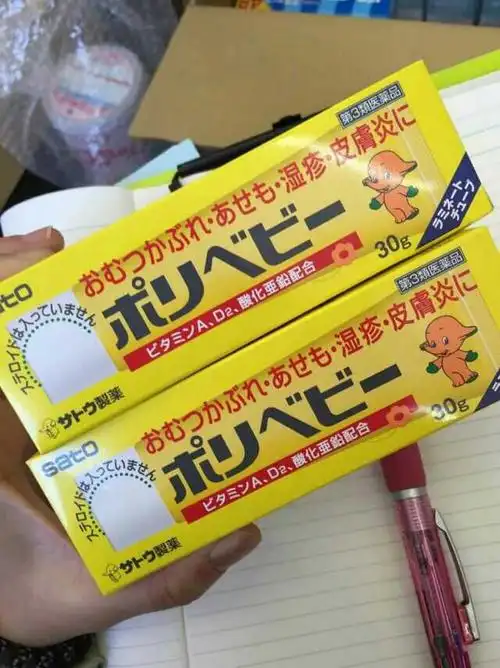 第3類医薬品
おむつかぶれ・あせも・湿疹・皮膚炎に
sato
ステロイドは入っていません
ポリベビー
30g
ラミネートチューブ
ビタミンA、D2、酸化亜鉛配合
サトウ製薬
第3類医薬品
おむつかぶれ・あせも・湿疹・皮膚炎に
sato
ステロイドは入っていません
ポリベビー
30g
ビタミンA、D2、酸化亜鉛配合
サトウ製薬